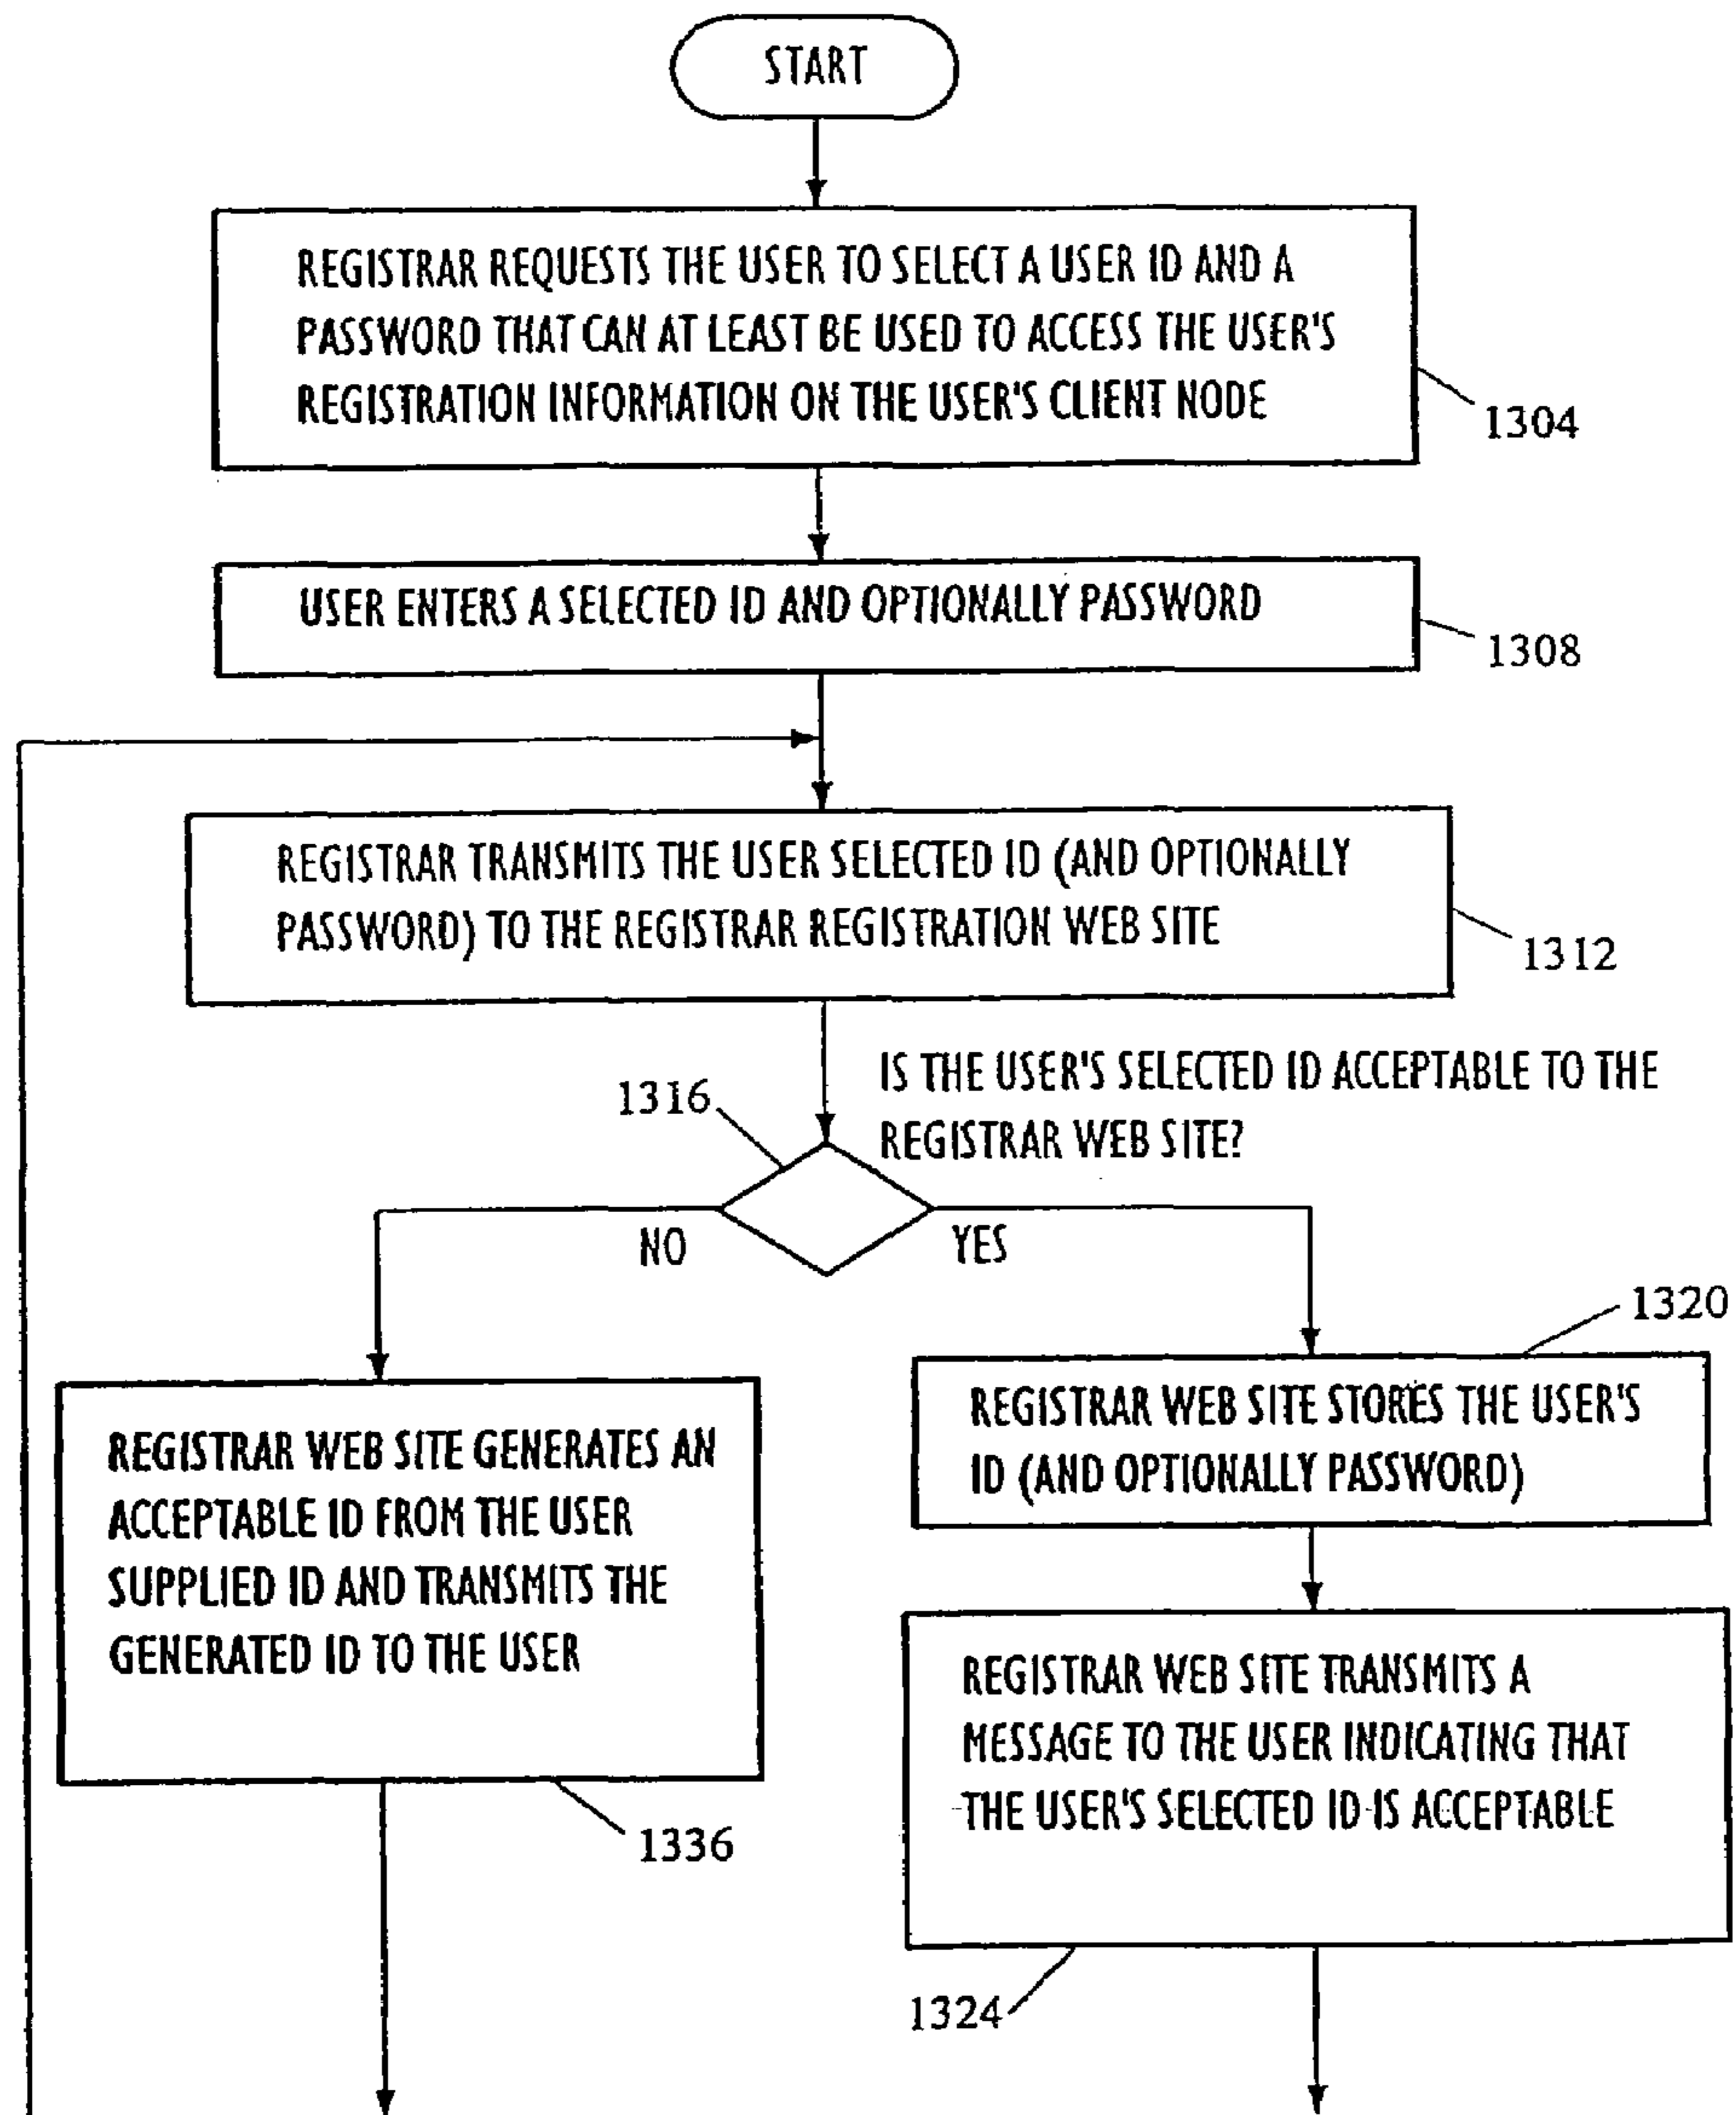 START
REGISTRAR REQUESTS THE USER TO SELECT A USER ID AND A
PASSWORD THAT CAN AT LEAST BE USED TO ACCESS THE USER'S
REGISTRATION INFORMATION ON THE USER'S CLIENT NODE
1304
USER ENTERS A SELECTED ID AND OPTIONALLY PASSWORD
1308
REGISTRAR TRANSMITS THE USER SELECTED ID (AND OPTIONALLY
PASSWORD) TO THE REGISTRAR REGISTRATION WEB SITE
1312
IS THE USER'S SELECTED ID ACCEPTABLE TO THE
REGISTRAR WEB SITE?
1316
NO
YES
1320
REGISTRAR WEB SITE STORES THE USER'S
ID (AND OPTIONALLY PASSWORD)
REGISTRAR WEB SITE GENERATES AN
ACCEPTABLE ID FROM THE USER
SUPPLIED ID AND TRANSMITS THE
GENERATED ID TO THE USER
1336
REGISTRAR WEB SITE TRANSMITS A
MESSAGE TO THE USER INDICATING THAT
THE USER'S SELECTED ID IS ACCEPTABLE
1324